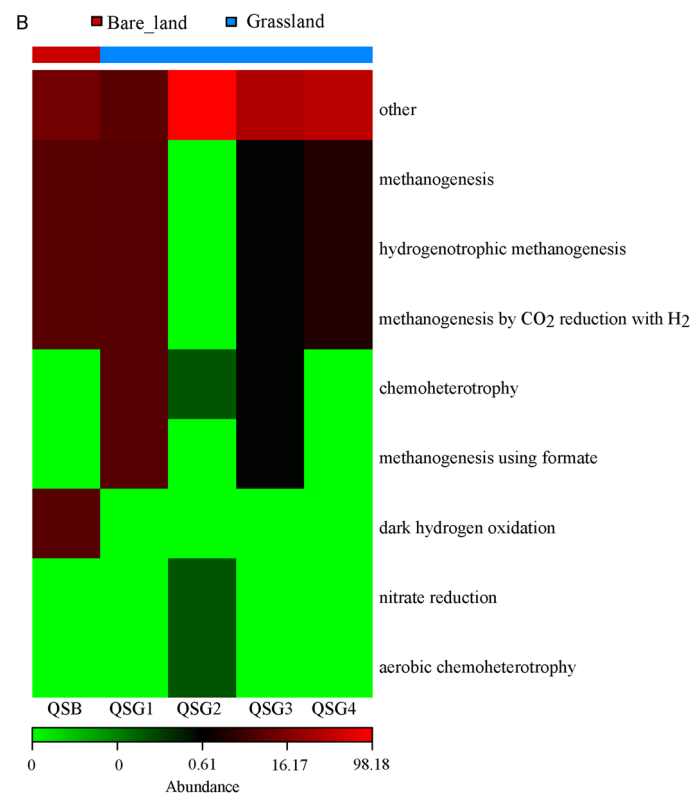 B
Bare_land Grassland
other
methanogenesis
hydrogenotrophic methanogenesis
methanogenesis by CO2 reduction with H2
chemoheterotrophy
methanogenesis using formate
dark hydrogen oxidation
nitrate reduction
aerobic chemoheterotrophy
QSB QSG1 QSG2 QSG3 QSG4
0 0 0.61 16.17 98.18
Abundance